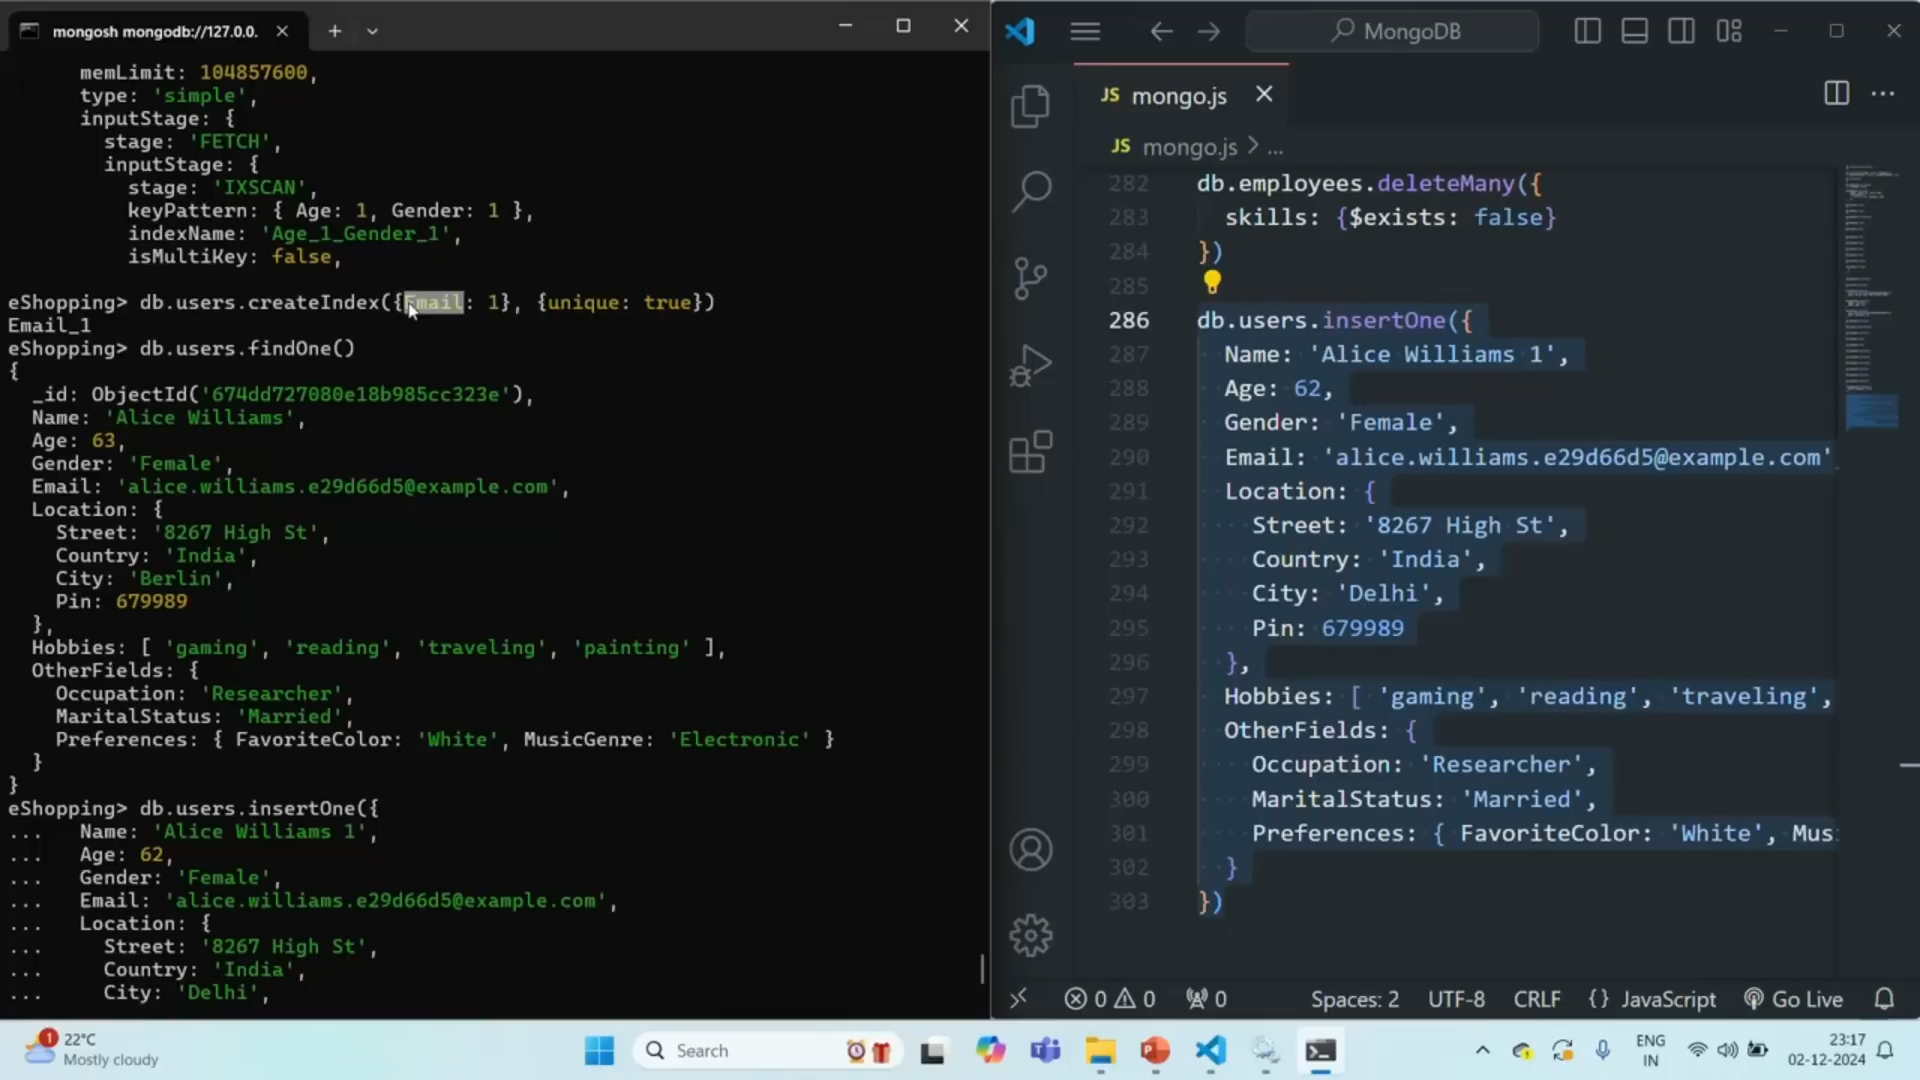 mongosh mongodb://127.0.0.
memLimit: 104857600,
type: 'simple',
inputStage: {
stage: 'FETCH',
inputStage: {
stage: 'IXSCAN',
keyPattern: { Age: 1, Gender: 1 },
indexName: 'Age_1_Gender_1',
isMultiKey: false,
eShopping> db.users.createIndex({Email: 1}, {unique: true})
Email_1
eShopping> db.users.findOne()
{
_id: ObjectId('674dd727080e18b985cc323e'),
Name: 'Alice Williams',
Age: 63,
Gender: 'Female',
Email: 'alice.williams.e29d66d5@example.com',
Location: {
Street: '8267 High St',
Country: 'India',
City: 'Berlin',
Pin: 679989
},
Hobbies: [ 'gaming', 'reading', 'traveling', 'painting' ],
OtherFields: {
Occupation: 'Researcher',
MaritalStatus: 'Married',
Preferences: { FavoriteColor: 'White', MusicGenre: 'Electronic' }
}
}
eShopping> db.users.insertOne({
... Name: 'Alice Williams 1',
... Age: 62,
... Gender: 'Female',
... Email: 'alice.williams.e29d66d5@example.com',
... Location: {
... Street: '8267 High St',
... Country: 'India',
... City: 'Delhi',
MongoDB
JS mongo.js
JS mongo.js > ...
282 db.employees.deleteMany({
283 skills: {$exists: false}
284 })
285
286 db.users.insertOne({
287 Name: 'Alice Williams 1',
288 Age: 62,
289 Gender: 'Female',
290 Email: 'alice.williams.e29d66d5@example.com'
291 Location: {
292 Street: '8267 High St',
293 Country: 'India',
294 City: 'Delhi',
295 Pin: 679989
296 },
297 Hobbies: [ 'gaming', 'reading', 'traveling',
298 OtherFields: {
299 Occupation: 'Researcher',
300 MaritalStatus: 'Married',
301 Preferences: { FavoriteColor: 'White', Mus
302 }
303 })
0 0 0 Spaces: 2 UTF-8 CRLF {} JavaScript Go Live
1 22°C
Mostly cloudy
Search
ENG
IN
23:17
02-12-2024